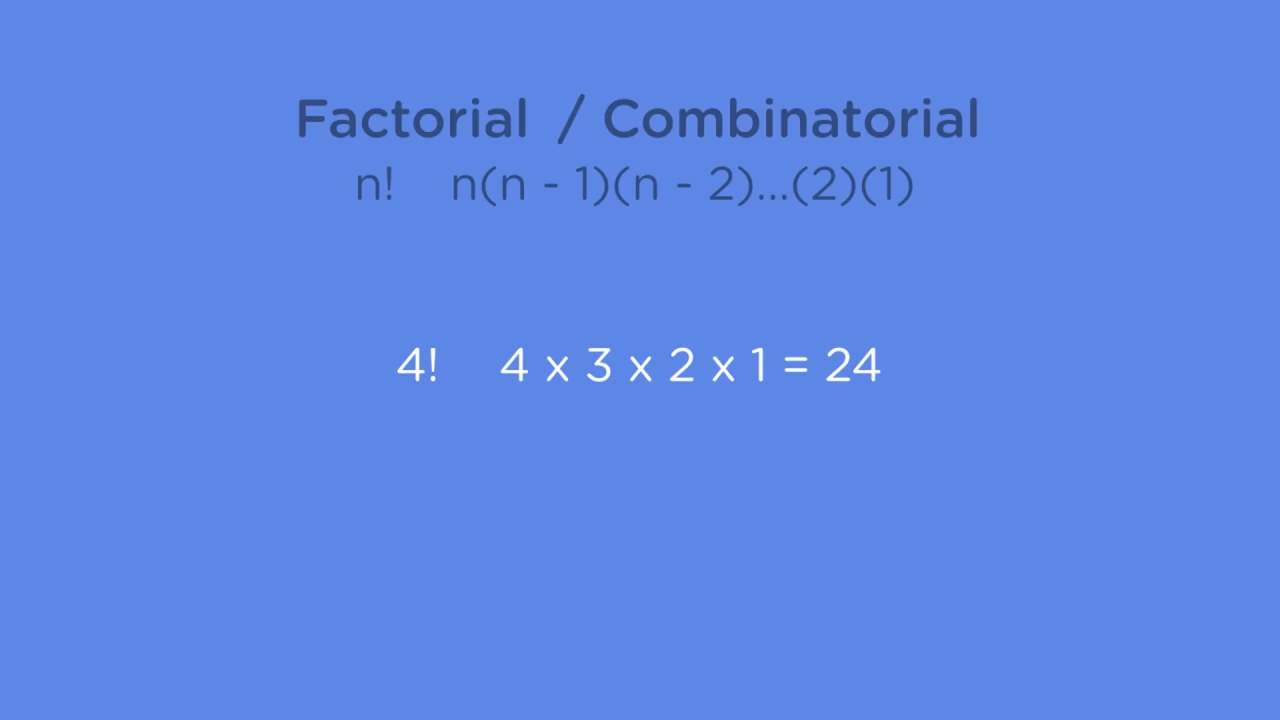 Factorial / Combinatorial
n! n(n - 1)(n - 2)...(2)(1)
4! 4 x 3 x 2 x 1 = 24